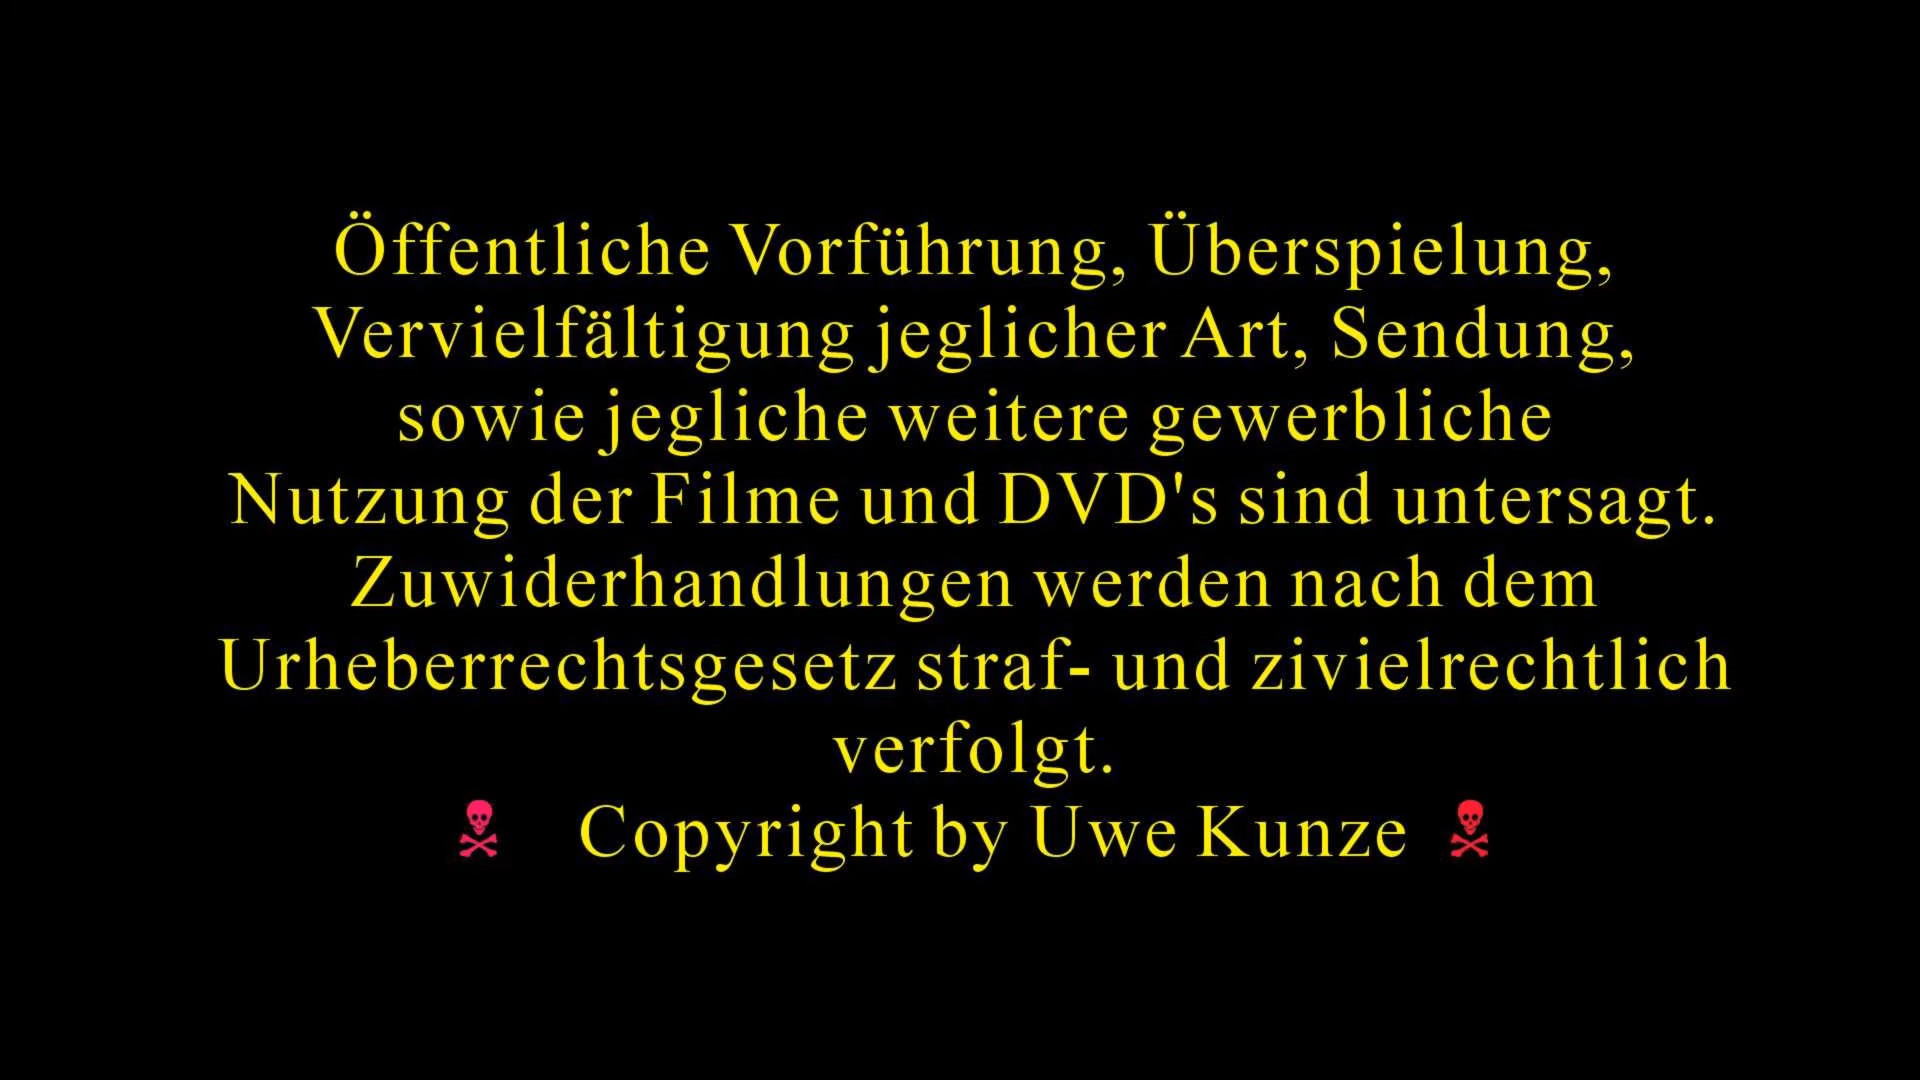 Öffentliche Vorführung, Überspielung,
Vervielfältigung jeglicher Art, Sendung,
sowie jegliche weitere gewerbliche
Nutzung der Filme und DVD's sind untersagt.
Zuwiderhandlungen werden nach dem
Urheberrechtsgesetz straf- und zivielrechtlich
verfolgt.
☠ Copyright by Uwe Kunze ☠